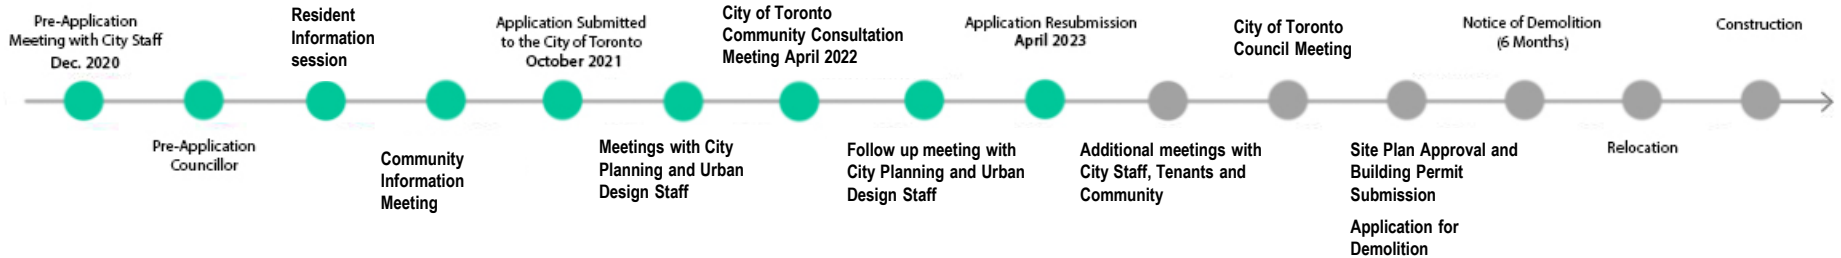 Pre-Application
Meeting with City Staff
Dec. 2020
Pre-Application
Councillor
Resident
Information
session
Community
Information
Meeting
Application Submitted
to the City of Toronto
October 2021
Meetings with City
Planning and Urban
Design Staff
City of Toronto
Community Consultation
Meeting April 2022
Follow up meeting with
City Planning and Urban
Design Staff
Application Resubmission
April 2023
Additional meetings with
City Staff, Tenants and
Community
City of Toronto
Council Meeting
Site Plan Approval and
Building Permit
Submission
Application for
Demolition
Notice of Demolition
(6 Months)
Relocation
Construction